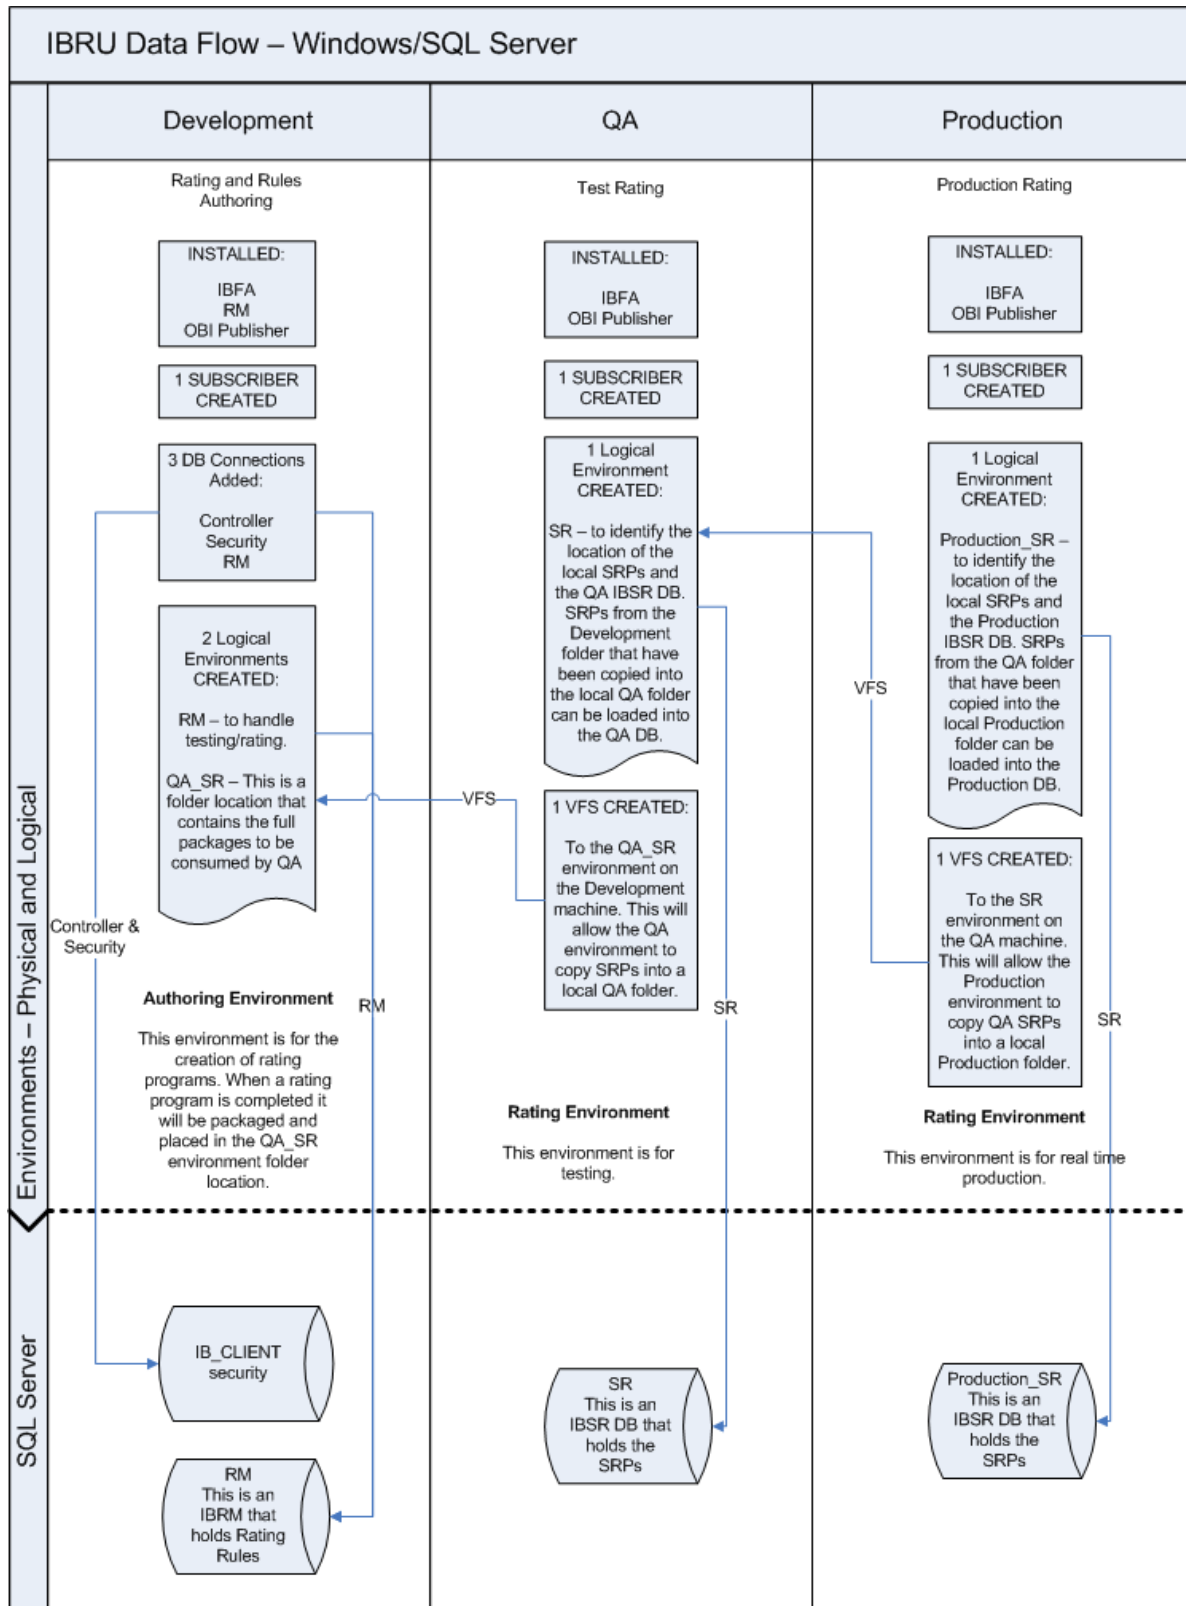 IBRU Data Flow – Windows/SQL Server
Environments – Physical and Logical
SQL Server
Development
Rating and Rules
Authoring
INSTALLED:
IBFA
RM
OBI Publisher
1 SUBSCRIBER
CREATED
3 DB Connections
Added:
Controller
Security
RM
2 Logical
Environments
CREATED:
RM – to handle
testing/rating.
QA_SR – This is a
folder location that
contains the full
packages to be
consumed by QA
Controller &
Security
RM
Authoring Environment
This environment is for the
creation of rating
programs. When a rating
program is completed it
will be packaged and
placed in the QA_SR
environment folder
location.
IB_CLIENT
security
RM
This is an
IBRM that
holds Rating
Rules
QA
Test Rating
INSTALLED:
IBFA
OBI Publisher
1 SUBSCRIBER
CREATED
1 Logical
Environment
CREATED:
SR – to identify the
location of the
local SRPs and
the QA IBSR DB.
SRPs from the
Development
folder that have
been copied into
the local QA folder
can be loaded into
the QA DB.
VFS
1 VFS CREATED:
To the QA_SR
environment on
the Development
machine. This will
allow the QA
environment to
copy SRPs into a
local QA folder.
SR
Rating Environment
This environment is for
testing.
SR
This is an
IBSR DB that
holds the
SRPs
Production
Production Rating
INSTALLED:
IBFA
OBI Publisher
1 SUBSCRIBER
CREATED
1 Logical
Environment
CREATED:
Production_SR –
to identify the
location of the
local SRPs and
the Production
IBSR DB. SRPs
from the QA folder
that have been
copied into the
local Production
folder can be
loaded into the
Production DB.
VFS
1 VFS CREATED:
To the SR
environment on
the QA machine.
This will allow the
Production
environment to
copy QA SRPs
into a local
Production folder.
SR
Rating Environment
This environment is for real time
production.
Production_SR
This is an
IBSR DB that
holds the
SRPs